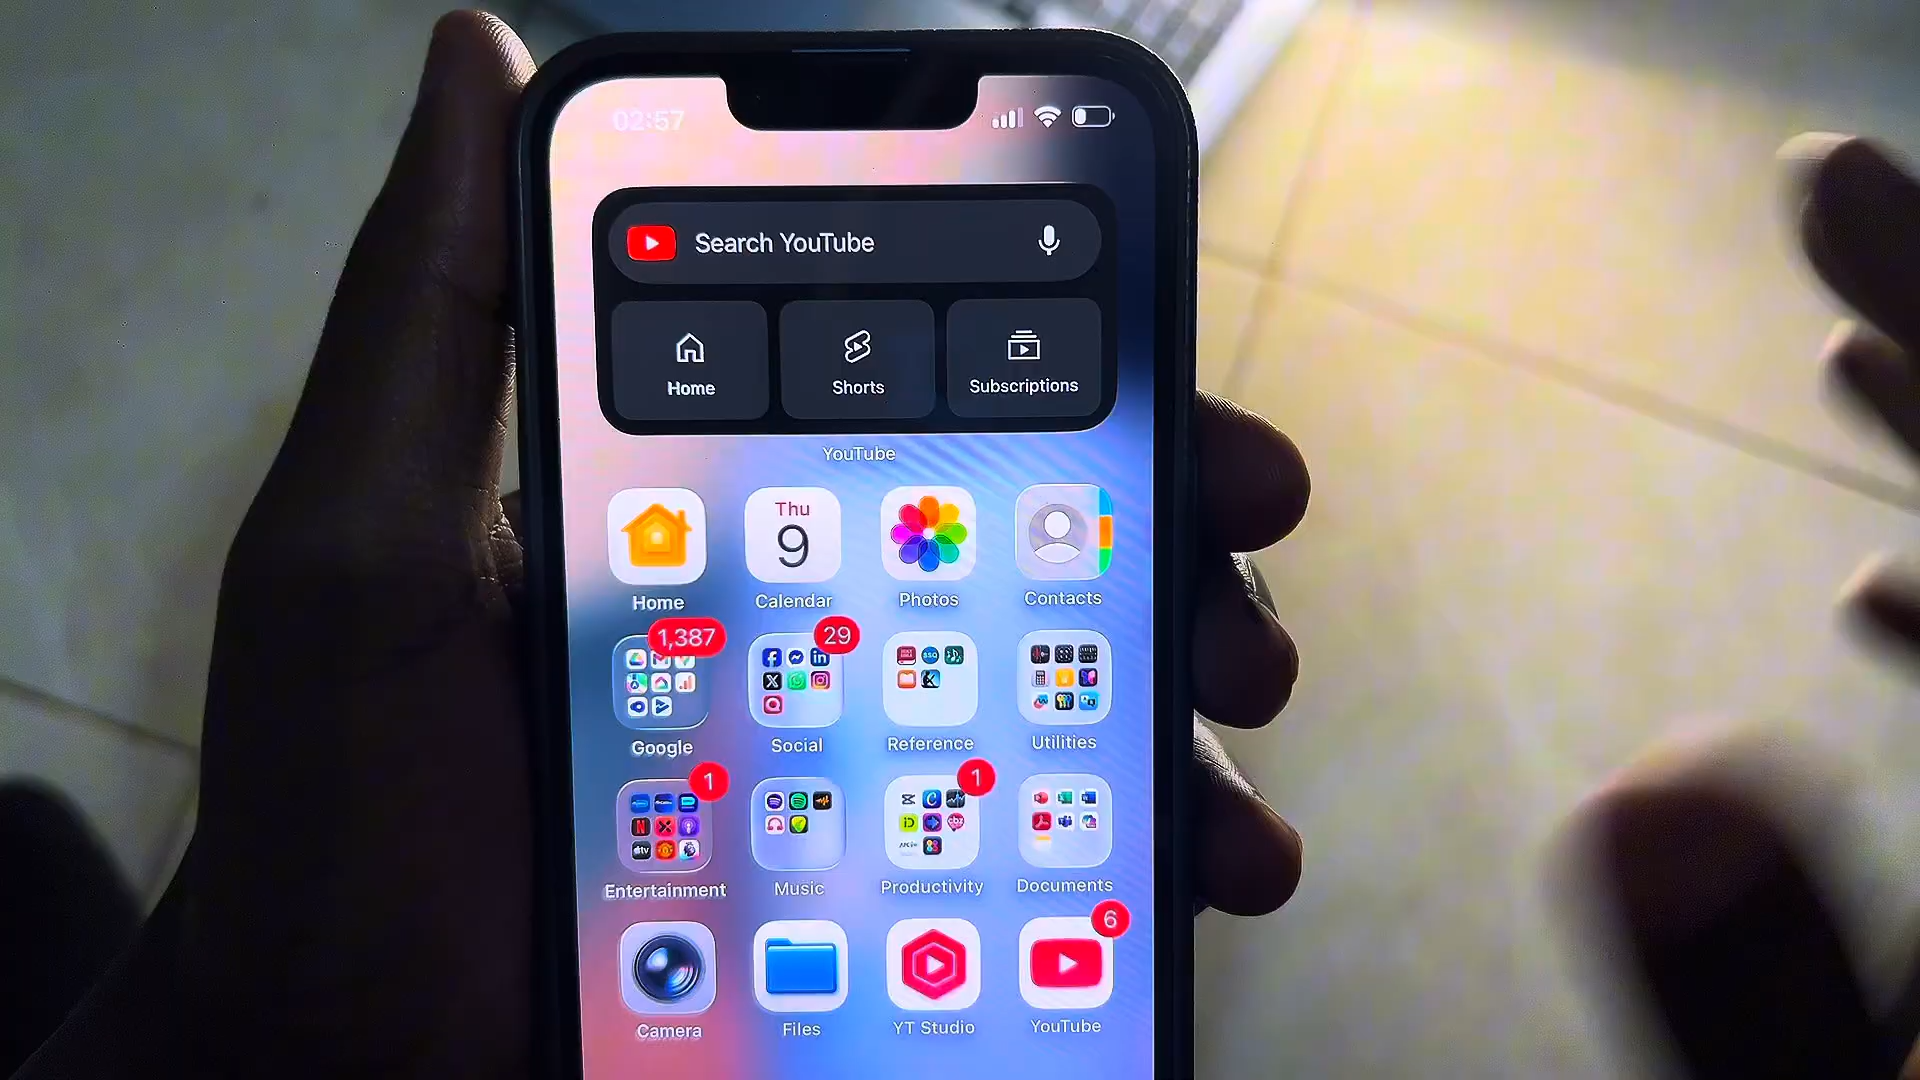 02:57
Search YouTube
Home
Shorts
Subscriptions
YouTube
Thu
9
Home
Calendar
Photos
Contacts
1,387
29
Google
Social
Reference
Utilities
1
1
Entertainment
Music
Productivity
Documents
6
Camera
Files
YT Studio
YouTube